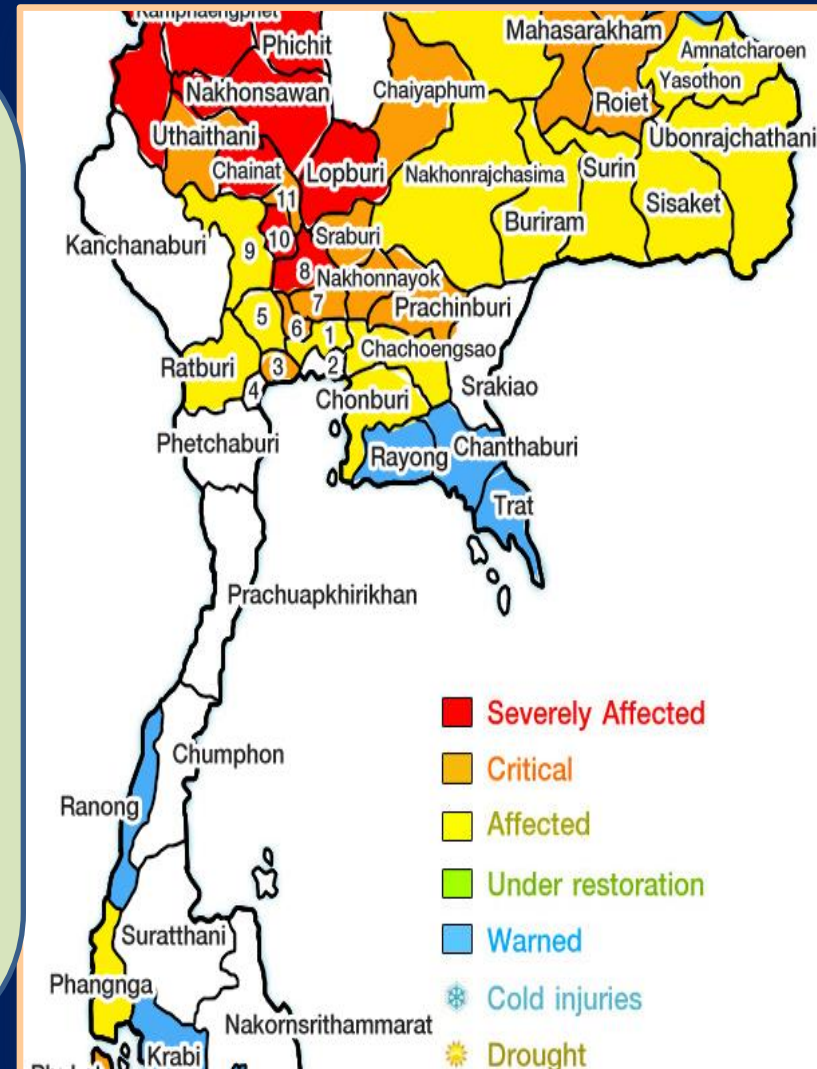 Kamphaengphet
Phichit
Mahasarakham
Amnatcharoen
Nakhonsawan
Chaiyaphum
Yasothon
Roiet
Uthaithani
Ubonrajchathani
Chainat
Lopburi
Nakhonrajchasima
Surin
11
Sisaket
Buriram
Kanchanaburi
9
10
Sraburi
8
Nakhonnayok
7
Prachinburi
5
6
1
Chachoengsao
Ratburi
3
2
4
Srakiao
Chonburi
Phetchaburi
Rayong
Chanthaburi
Trat
Prachuapkhirikhan
Severely Affected
Chumphon
Critical
Ranong
Affected
Under restoration
Suratthani
Warned
Phangnga
Cold injuries
Nakornsrithammarat
Krabi
Drought